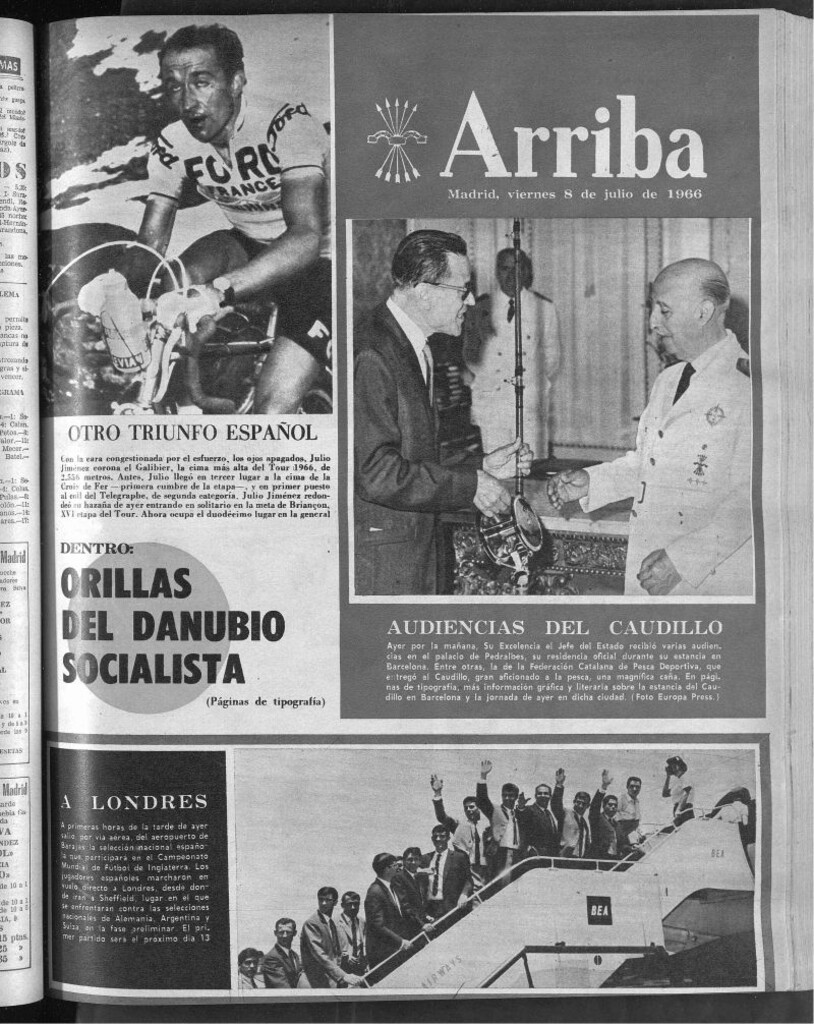 Arriba
Madrid, viernes 8 de julio de 1966
FORD
FRANCE
FORD
EVIAN
OTRO TRIUNFO ESPAÑOL
Con la cara congestionada por el esfuerzo, los ojos apagados, Julio
Jiménez corona el Galibier, la cima más alta del Tour 1966, de
2.556 metros. Antes, Julio llegó en tercer lugar a la cima de la
Croix de Fer —primera cumbre de la etapa—, y en primer puesto
al mil del Telegraphe, de segunda categoría. Julio Jiménez redon-
deó su hazaña de ayer entrando en solitario en la meta de Briançon,
XVI etapa del Tour. Ahora ocupa el duodécimo lugar en la general
DENTRO:
ORILLAS
DEL DANUBIO
SOCIALISTA
(Páginas de tipografía)
AUDIENCIAS DEL CAUDILLO
Ayer por la mañana, Su Excelencia el Jefe del Estado recibió varias audien-
cias en el palacio de Pedralbes, su residencia oficial durante su estancia en
Barcelona. Entre otras, la de la Federación Catalana de Pesca Deportiva, que
entregó al Caudillo, gran aficionado a la pesca, una magnífica caña. En pági-
nas de tipografía, más información gráfica y literaria sobre la estancia del Cau-
dillo en Barcelona y la jornada de ayer en dicha ciudad. (Foto Europa Press.)
A LONDRES
A primeras horas de la tarde de ayer
salió, por vía aérea, del aeropuerto de
Barajas la selección nacional españo-
la que participará en el Campeonato
Mundial de Fútbol de Inglaterra. Los
jugadores españoles marcharon en
vuelo directo a Londres, desde don-
de irán a Sheffield, lugar en el que
se enfrentarán contra las selecciones
nacionales de Alemania, Argentina y
Suiza, en la fase preliminar. El pri-
mer partido será el próximo día 13
BEA
BEA
AIRWAYS
Madrid
Madrid